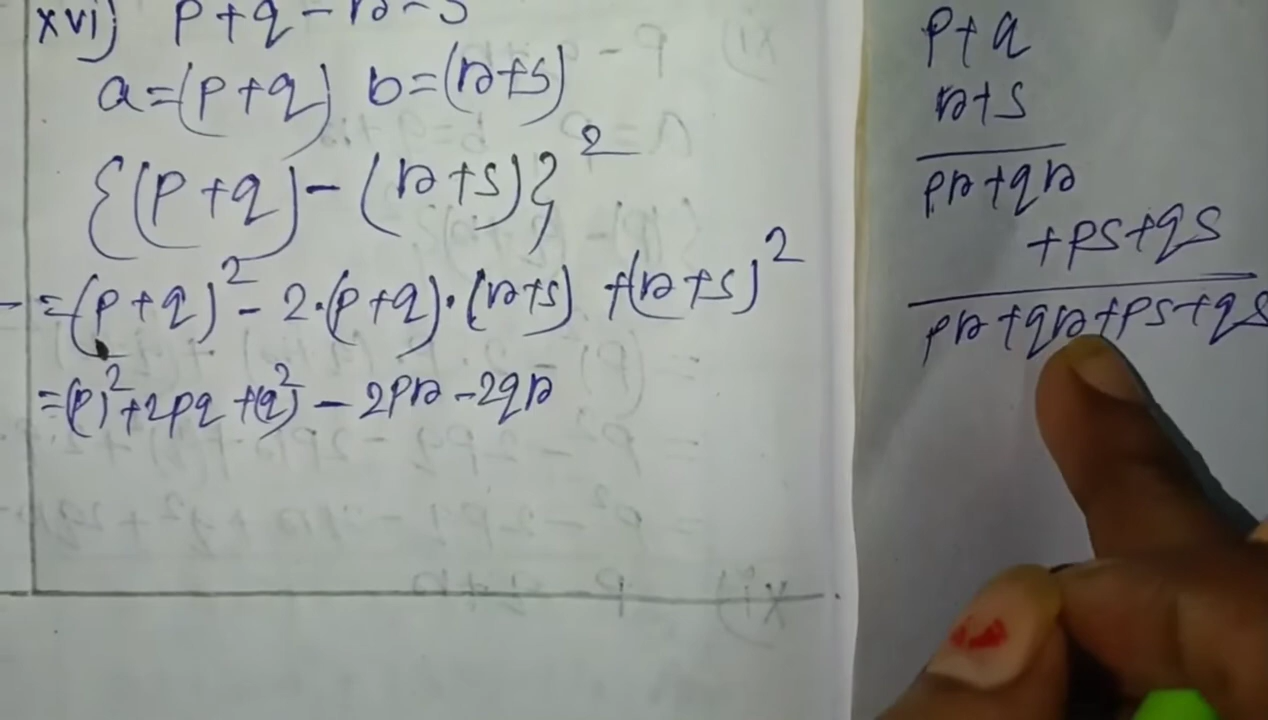 xvi) p+q-r-s
a=(p+q) b=(r+s)
{(p+q)-(r+s)}²
=(p+q)²-2·(p+q)·(r+s)+(r+s)²
=(p)²+2pq+(q)²-2pr-2qr
p+q
r+s
pr+qr
+ps+qs
pr+qr+ps+qs